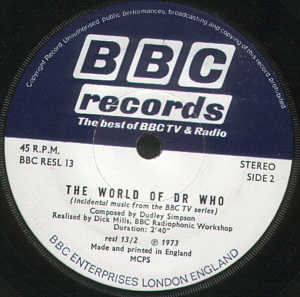 Copyright Record. Unauthorised public performances, broadcasting and copying of this record prohibited
BBC
records
The best of BBC TV & Radio
45 R.P.M.
BBC RESL 13
STEREO
SIDE 2
THE WORLD OF DR WHO
(Incidental music from the BBC TV series)
Composed by Dudley Simpson
Realised by Dick Mills, BBC Radiophonic Workshop
Duration: 2'40"
resl 13/2 ℗ 1973
Made and printed in England
MCPS
BBC ENTERPRISES LONDON ENGLAND